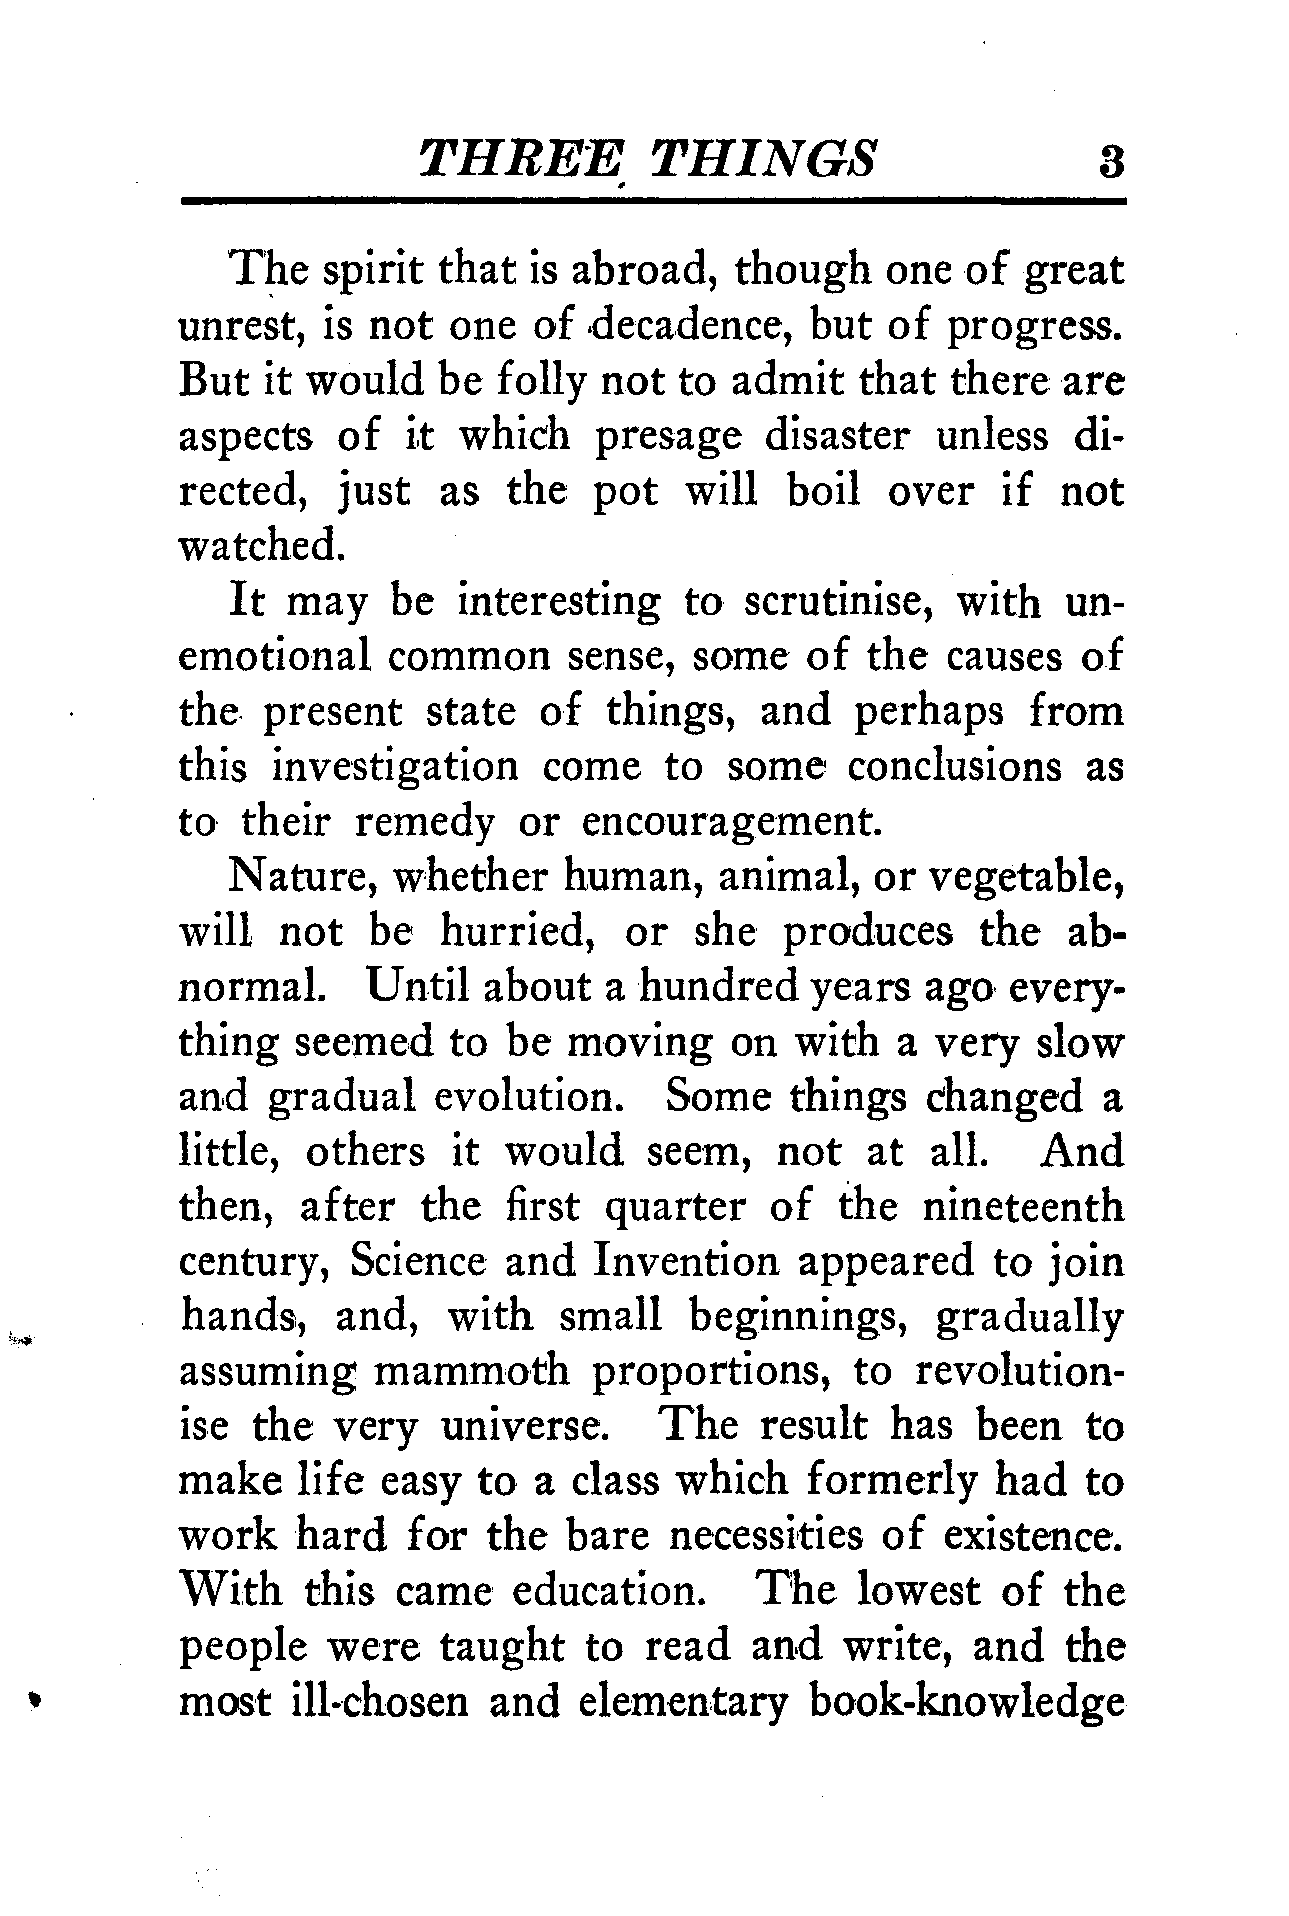 THREE THINGS 3
The spirit that is abroad, though one of great
unrest, is not one of decadence, but of progress.
But it would be folly not to admit that there are
aspects of it which presage disaster unless di-
rected, just as the pot will boil over if not
watched.
It may be interesting to scrutinise, with un-
emotional common sense, some of the causes of
the present state of things, and perhaps from
this investigation come to some conclusions as
to their remedy or encouragement.
Nature, whether human, animal, or vegetable,
will not be hurried, or she produces the ab-
normal. Until about a hundred years ago every-
thing seemed to be moving on with a very slow
and gradual evolution. Some things changed a
little, others it would seem, not at all. And
then, after the first quarter of the nineteenth
century, Science and Invention appeared to join
hands, and, with small beginnings, gradually
assuming mammoth proportions, to revolution-
ise the very universe. The result has been to
make life easy to a class which formerly had to
work hard for the bare necessities of existence.
With this came education. The lowest of the
people were taught to read and write, and the
most ill-chosen and elementary book-knowledge